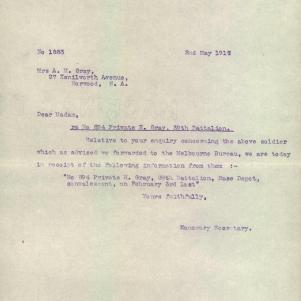 No 1883 2nd May 1917
Mrs A. M. Gray,
27 Kenilworth Avenue,
Norwood, S. A.
Dear Madam,
re No 894 Private H. Gray, 39th Battalion.
Relative to your enquiry concerning the above soldier
which as advised we forwarded to the Melbourne Bureau, we are today
in receipt of the following information from them :-
"No 894 Private H. Gray, 39th Battalion, Base Depot,
convalescent, on February 3rd last"
Yours faithfully,
Honorary Secretary.